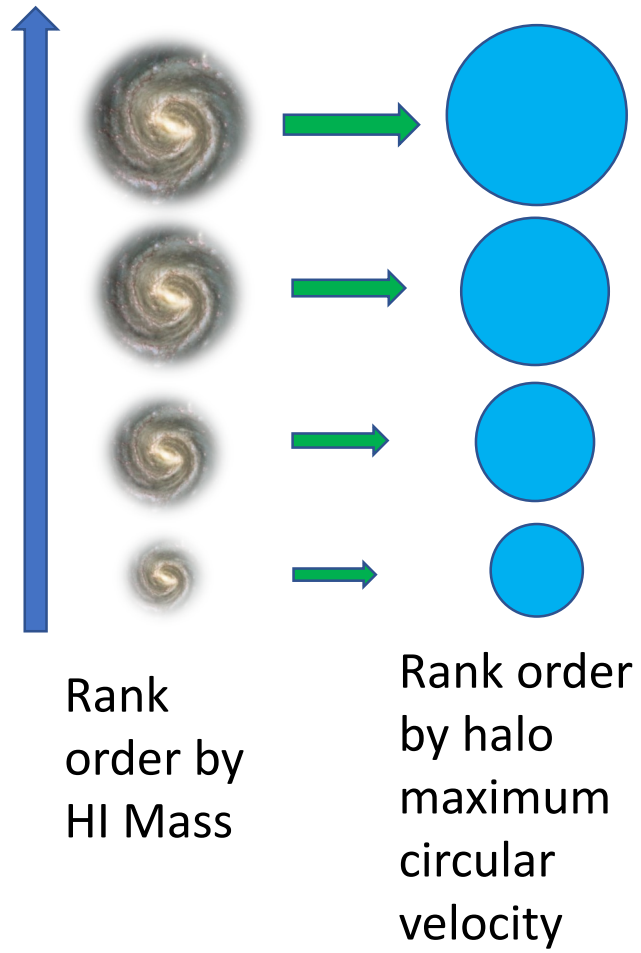 Rank
order by
HI Mass
Rank order
by halo
maximum
circular
velocity